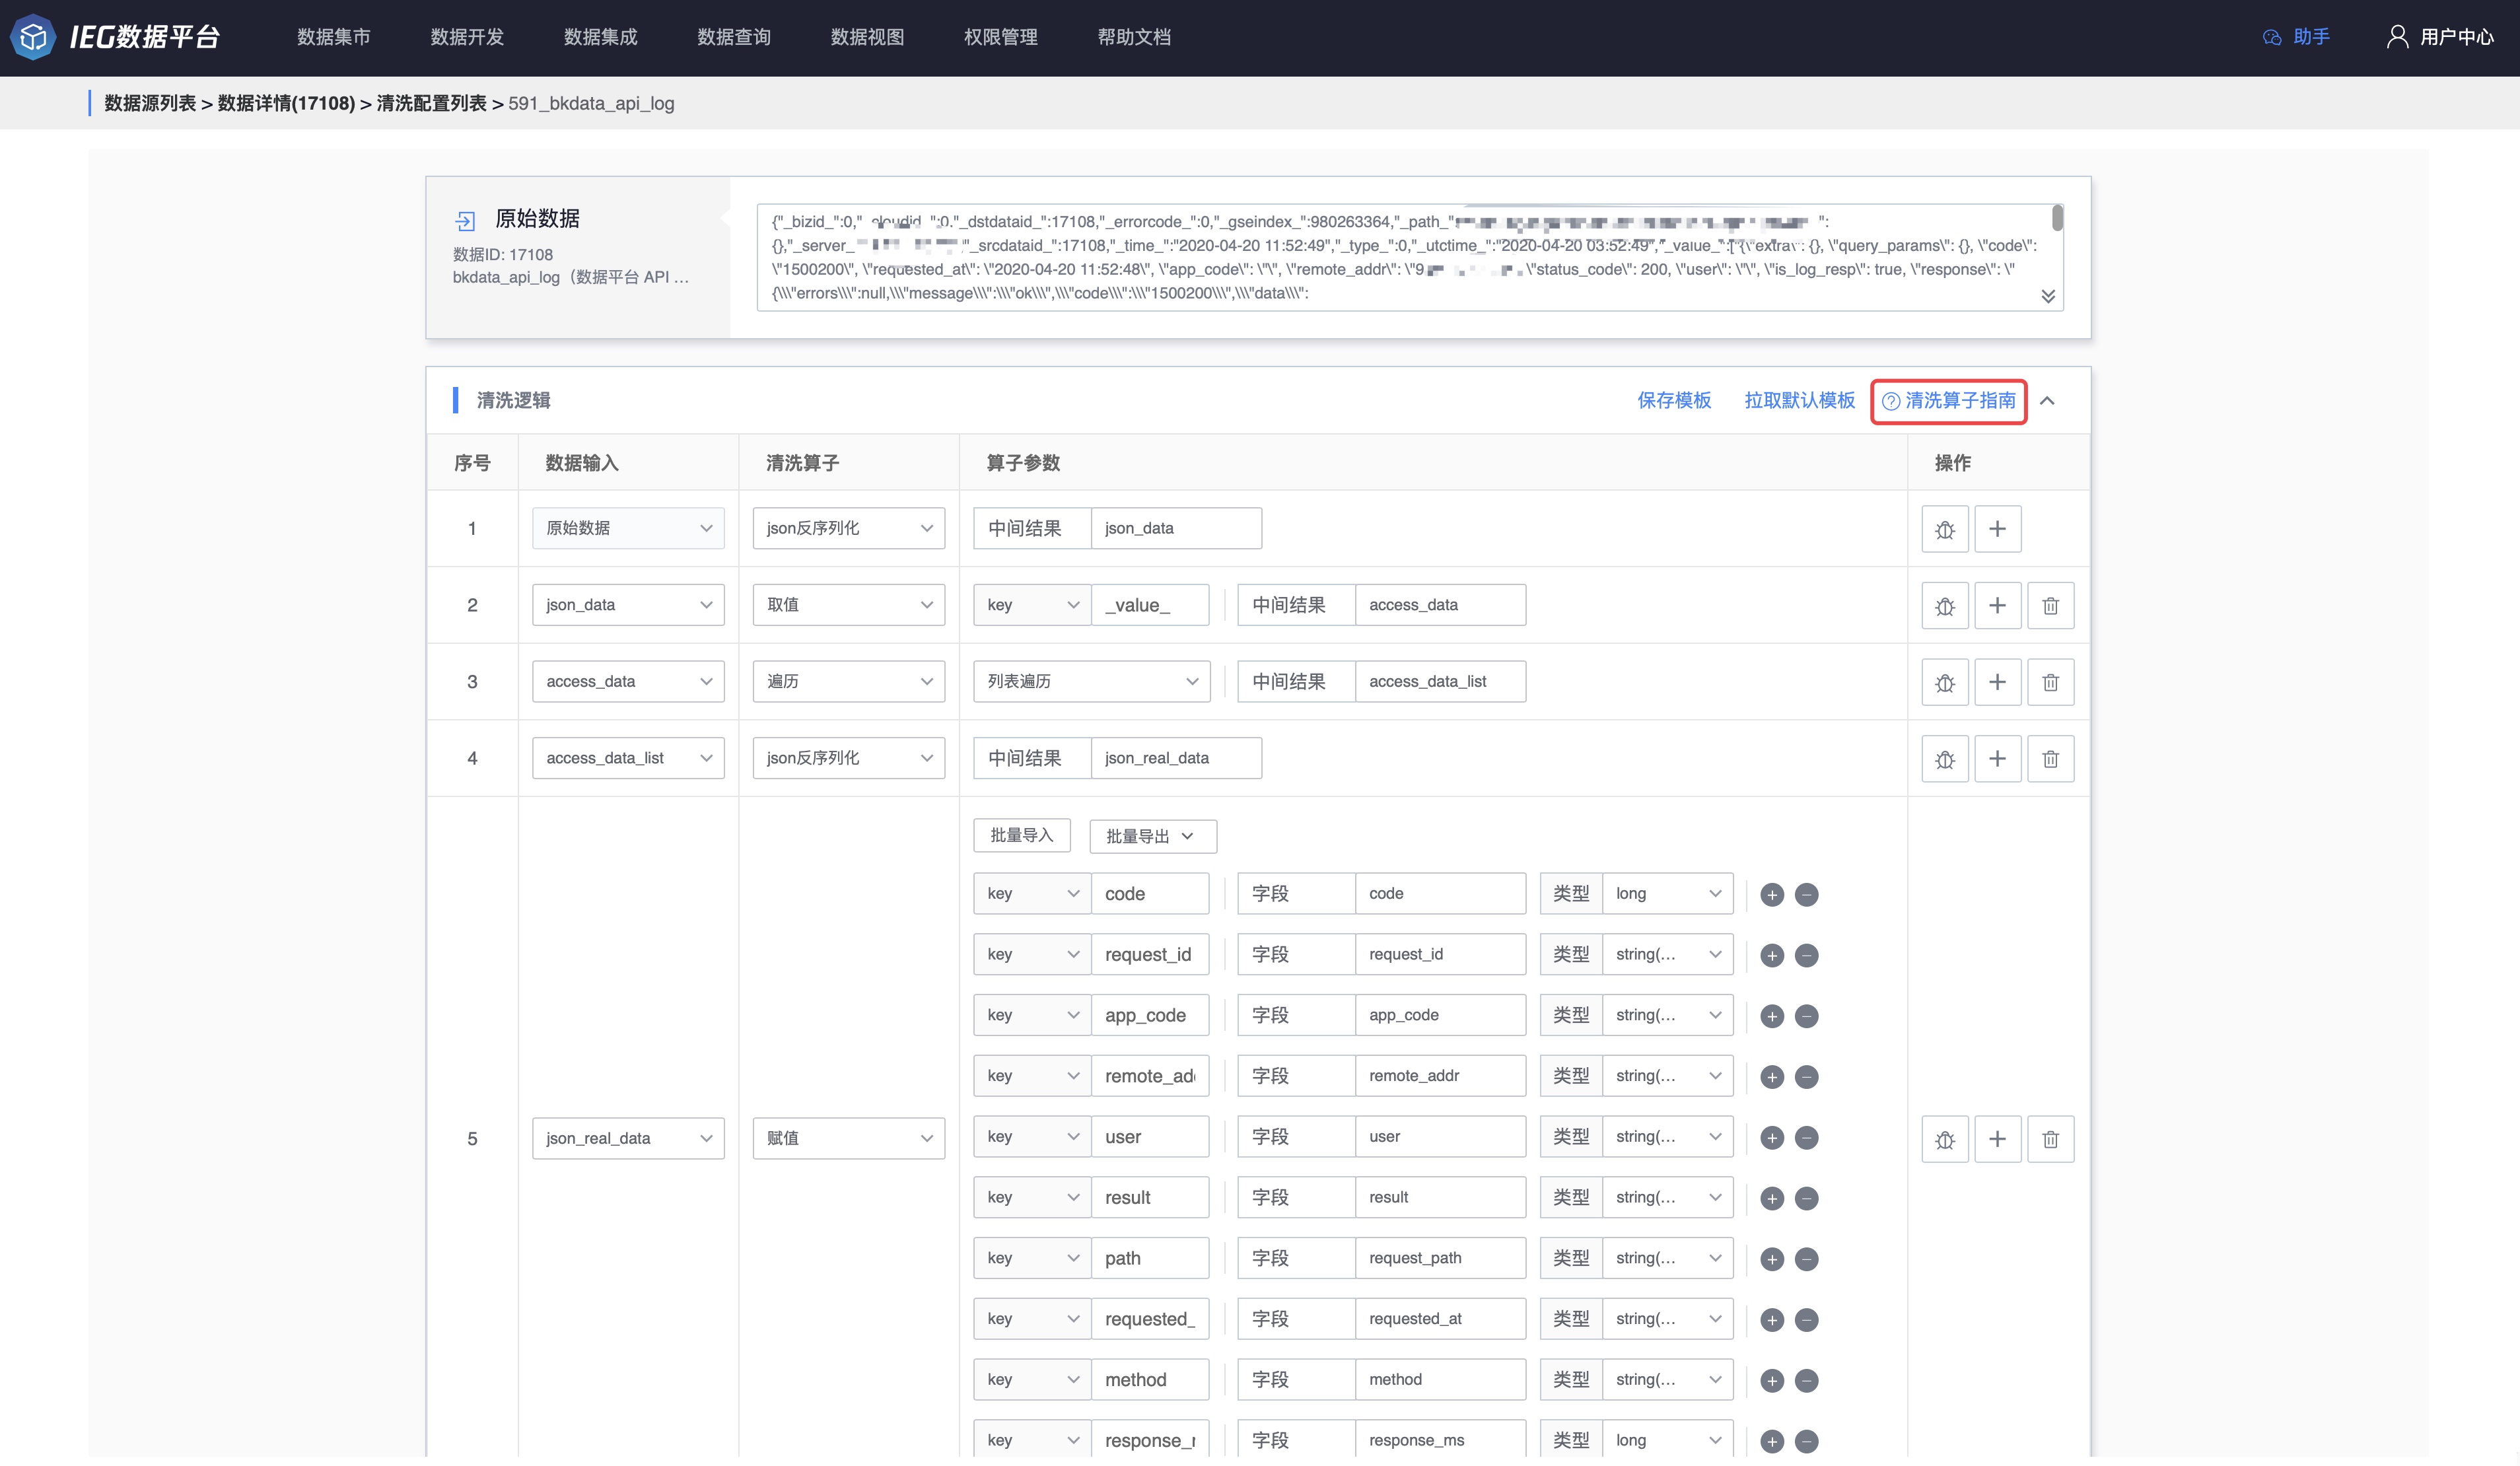 IEG数据平台 数据集市 数据开发 数据集成 数据查询 数据视图 权限管理 帮助文档 助手 用户中心
数据源列表 > 数据详情(17108) > 清洗配置列表 > 591_bkdata_api_log
原始数据
数据ID: 17108
bkdata_api_log（数据平台 API ...
{"_bizid_":0,"_cloudid_":0,"_dstdataid_":17108,"_errorcode_":0,"_gseindex_":980263364,"_path_" ":
{},"_server_ "_srcdataid_":17108,"_time_":"2020-04-20 11:52:49","_type_":0,"_utctime_":"2020-04-20 03:52:49","_value_":["{\"extra\": {}, \"query_params\": {}, \"code\":
\"1500200\", \"requested_at\": \"2020-04-20 11:52:48\", \"app_code\": \"\", \"remote_addr\": \"9. \"status_code\": 200, \"user\": \"\", \"is_log_resp\": true, \"response\": \"
{\\\"errors\\\":null,\\\"message\\\":\\\"ok\\\",\\\"code\\\":\\\"1500200\\\",\\\"data\\\":
清洗逻辑 保存模板 拉取默认模板 清洗算子指南
序号 数据输入 清洗算子 算子参数 操作
1 原始数据 json反序列化 中间结果 json_data
2 json_data 取值 key _value_ 中间结果 access_data
3 access_data 遍历 列表遍历 中间结果 access_data_list
4 access_data_list json反序列化 中间结果 json_real_data
批量导入 批量导出
key code 字段 code 类型 long
key request_id 字段 request_id 类型 string(...
key app_code 字段 app_code 类型 string(...
key remote_ad 字段 remote_addr 类型 string(...
5 json_real_data 赋值 key user 字段 user 类型 string(...
key result 字段 result 类型 string(...
key path 字段 request_path 类型 string(...
key requested_ 字段 requested_at 类型 string(...
key method 字段 method 类型 string(...
key response_ 字段 response_ms 类型 long